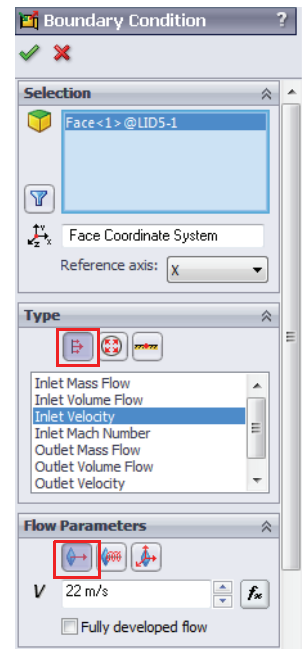 Boundary Condition ?
Selection
Face<1>@LID5-1
Face Coordinate System
Reference axis: X
Type
Inlet Mass Flow
Inlet Volume Flow
Inlet Velocity
Inlet Mach Number
Outlet Mass Flow
Outlet Volume Flow
Outlet Velocity
Flow Parameters
V 22 m/s fx
Fully developed flow